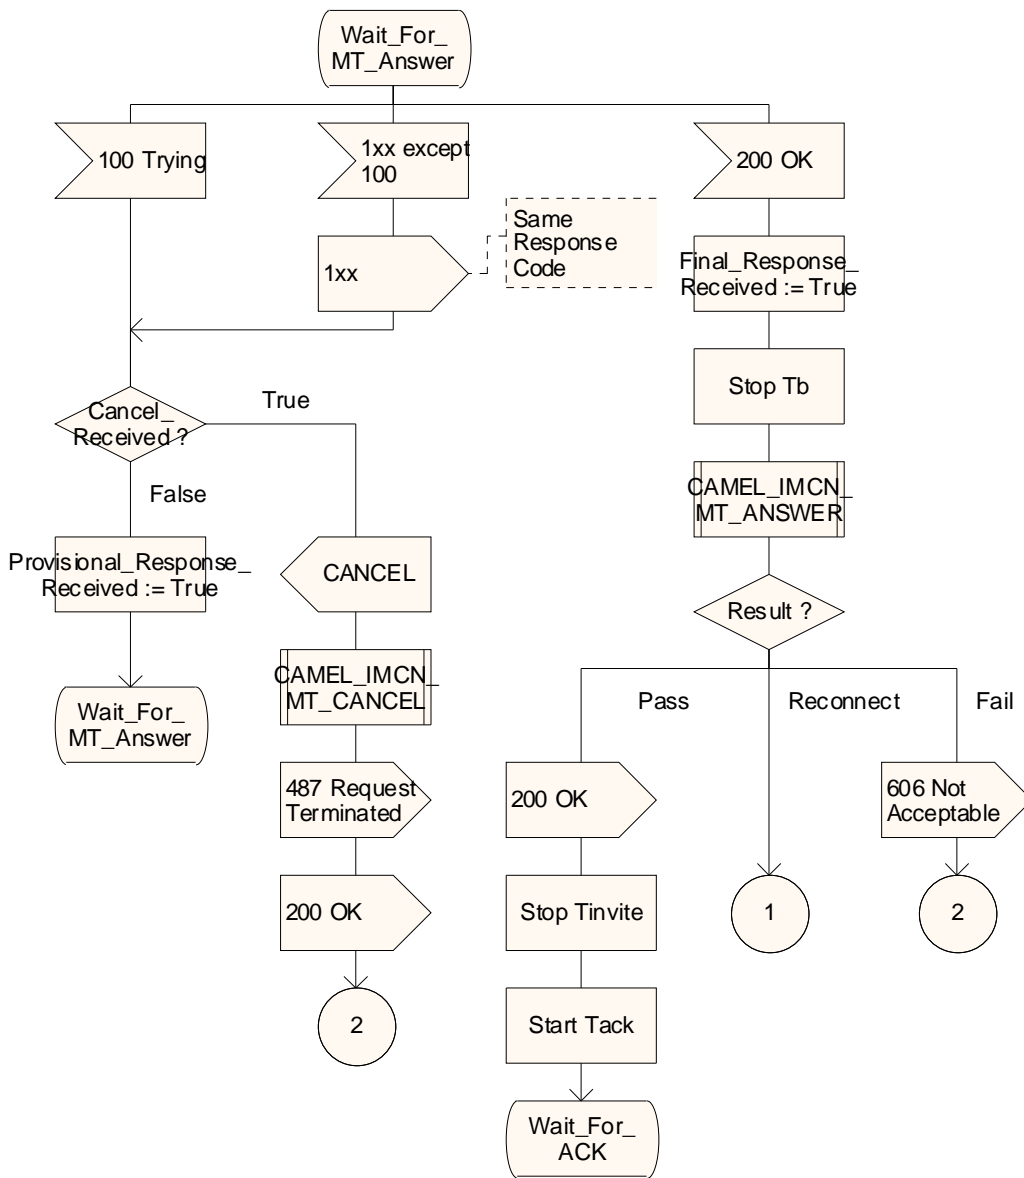 Wait_For_
MT_Answer
100 Trying
1xx except
100
200 OK
1xx
Same
Response
Code
Final_Response_
Received := True
Stop Tb
Cancel_
Received ?
True
False
CAMEL_IMCN_
MT_ANSWER
Provisional_Response_
Received := True
CANCEL
Result ?
CAMEL_IMCN_
MT_CANCEL
Pass
Reconnect
Fail
Wait_For_
MT_Answer
487 Request
Terminated
200 OK
606 Not
Acceptable
200 OK
Stop Tinvite
1
2
2
Start Tack
Wait_For_
ACK